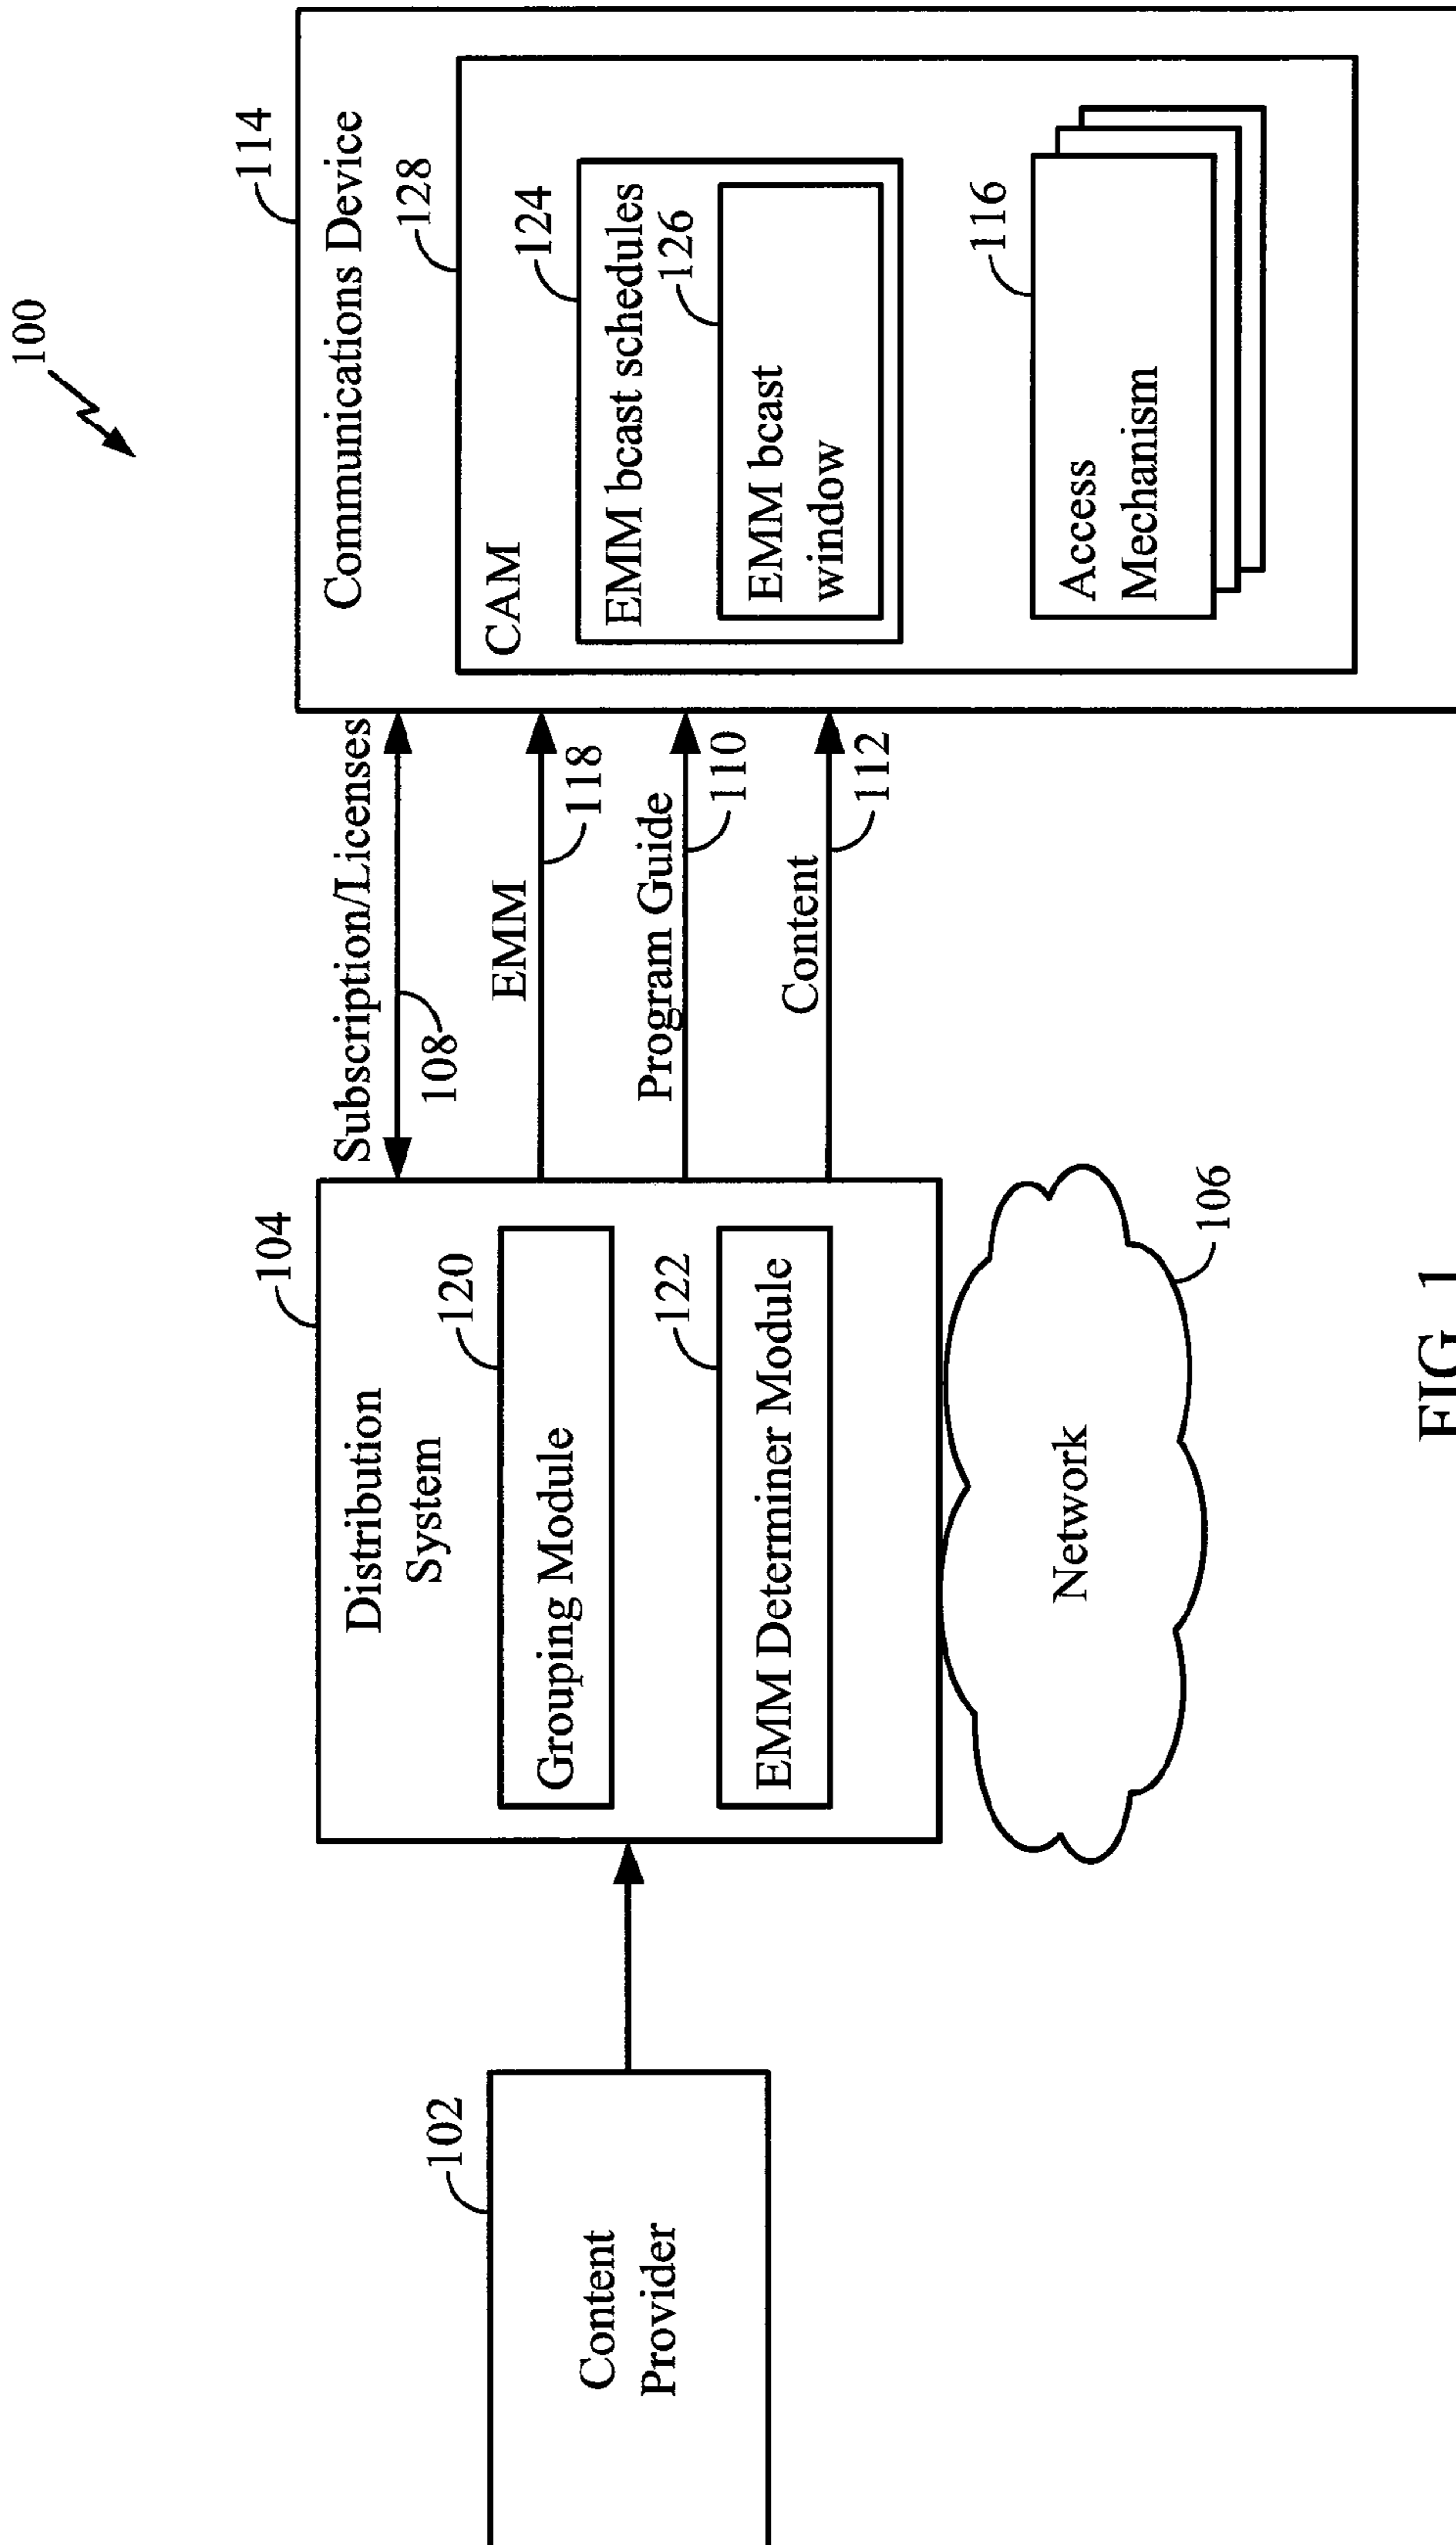 100
102
Content
Provider
104
Distribution
System
120
Grouping Module
122
EMM Determiner Module
Network
106
Subscription/Licenses
108
EMM
118
Program Guide
110
Content
112
114
Communications Device
128
CAM
124
EMM bcast schedules
126
EMM bcast
window
116
Access
Mechanism
FIG. 1